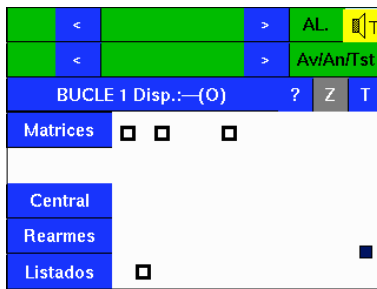 < > AL. T
< > Av/An/Tst
BUCLE 1 Disp.:—(O) ? Z T
Matrices
Central
Rearmes
Listados